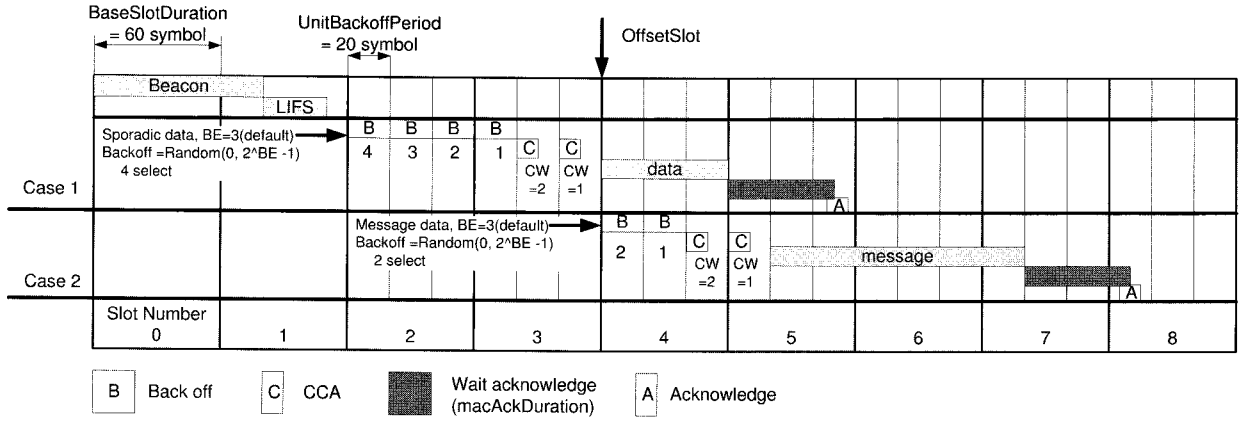 BaseSlotDuration
= 60 symbol
UnitBackoffPeriod
= 20 symbol
OffsetSlot
Beacon
LIFS
Sporadic data, BE=3(default)
Backoff =Random(0, 2^BE -1)
4 select
B B B B
4 3 2 1 C C
CW
=2
CW
=1
data
A
Case 1
Message data, BE=3(default)
Backoff =Random(0, 2^BE -1)
2 select
B B
2 1 C C
CW
=2
CW
=1
message
A
Case 2
Slot Number
0 1 2 3 4 5 6 7 8
B Back off
C CCA
Wait acknowledge
(macAckDuration)
A Acknowledge